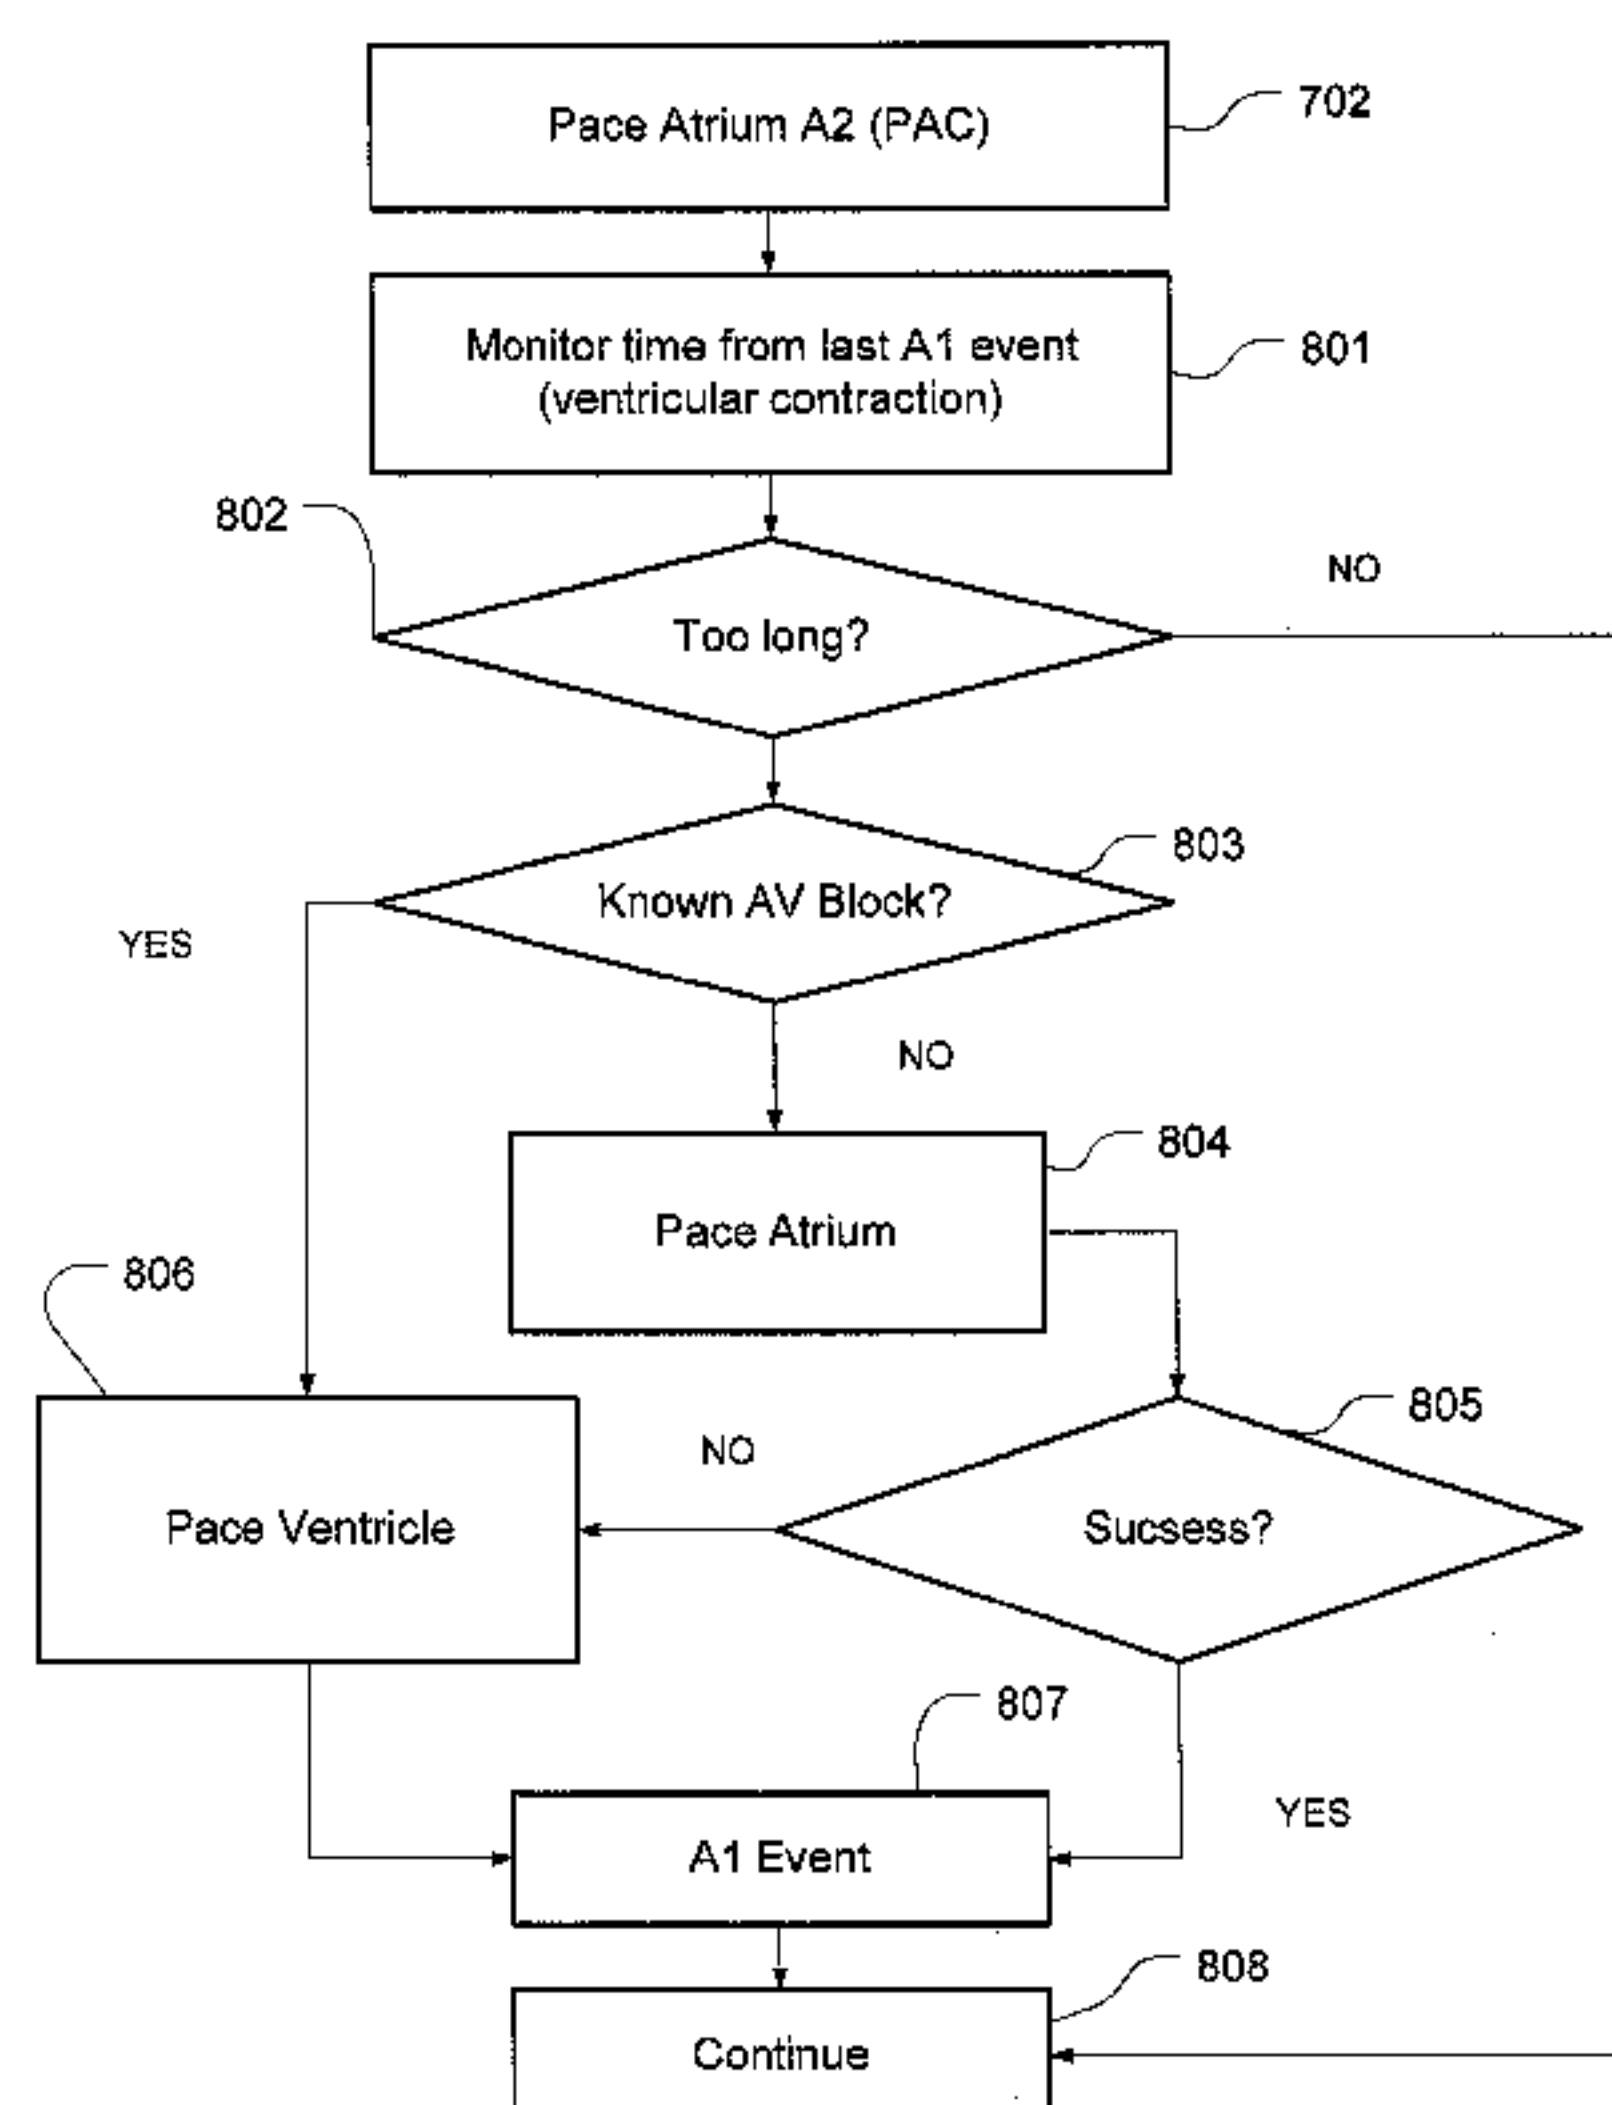 Pace Atrium A2 (PAC)
702
Monitor time from last A1 event
(ventricular contraction)
801
802
NO
Too long?
803
Known AV Block?
YES
NO
804
Pace Atrium
806
805
NO
Pace Ventricle
Sucsess?
807
YES
A1 Event
808
Continue